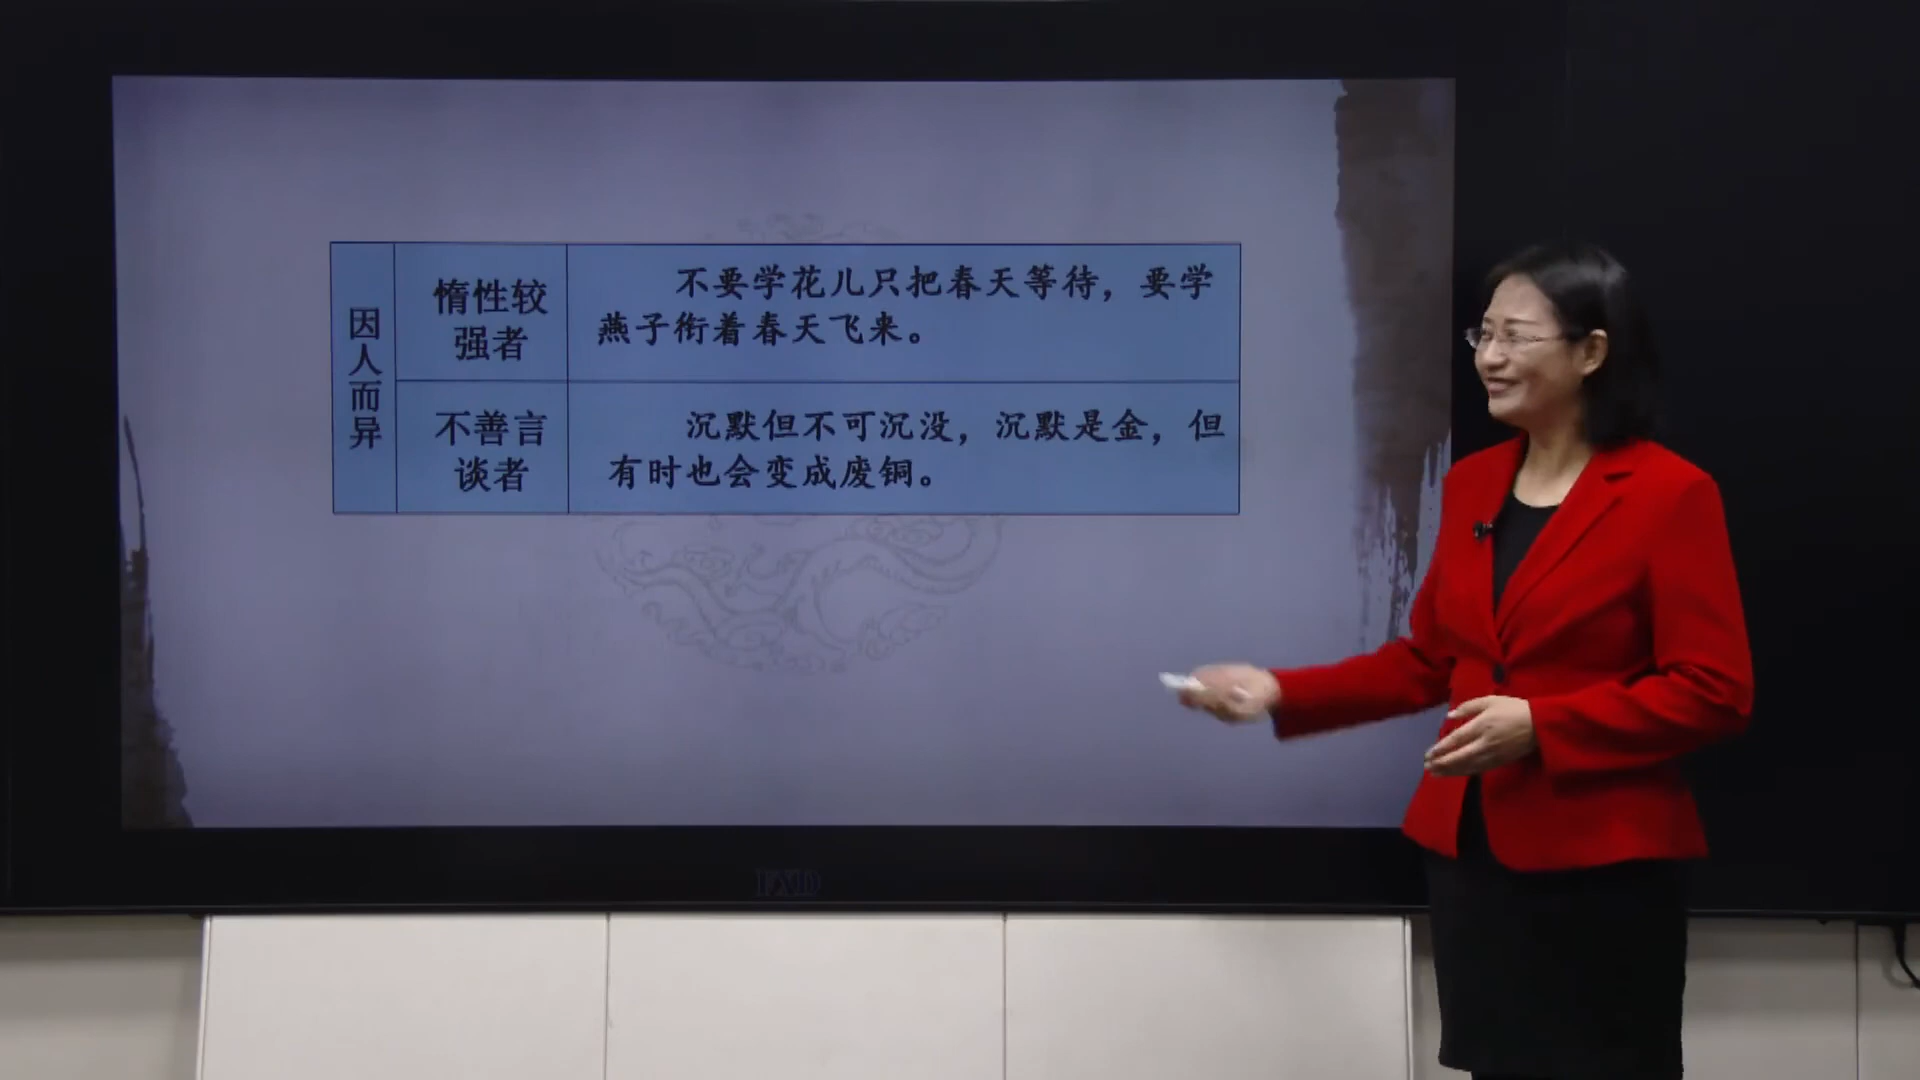 因人而异
惰性较
强者
不要学花儿只把春天等待，要学
燕子衔着春天飞来。
不善言
谈者
沉默但不可沉没，沉默是金，但
有时也会变成废铜。